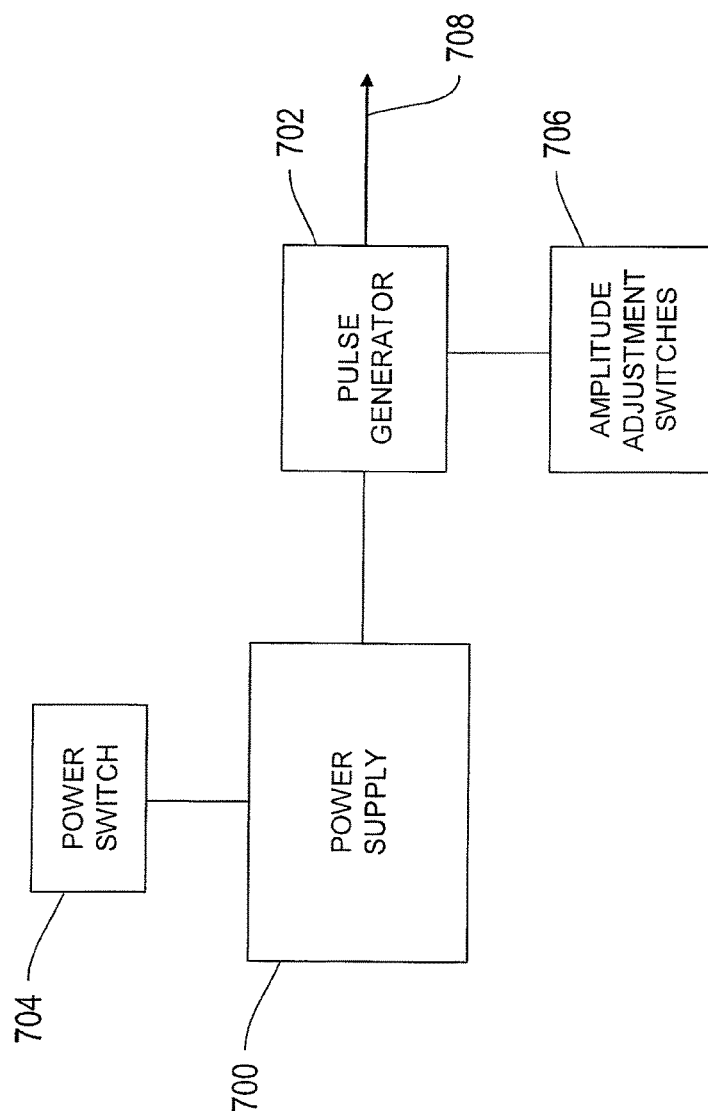 704
POWER
SWITCH
700
POWER
SUPPLY
702
PULSE
GENERATOR
708
706
AMPLITUDE
ADJUSTMENT
SWITCHES